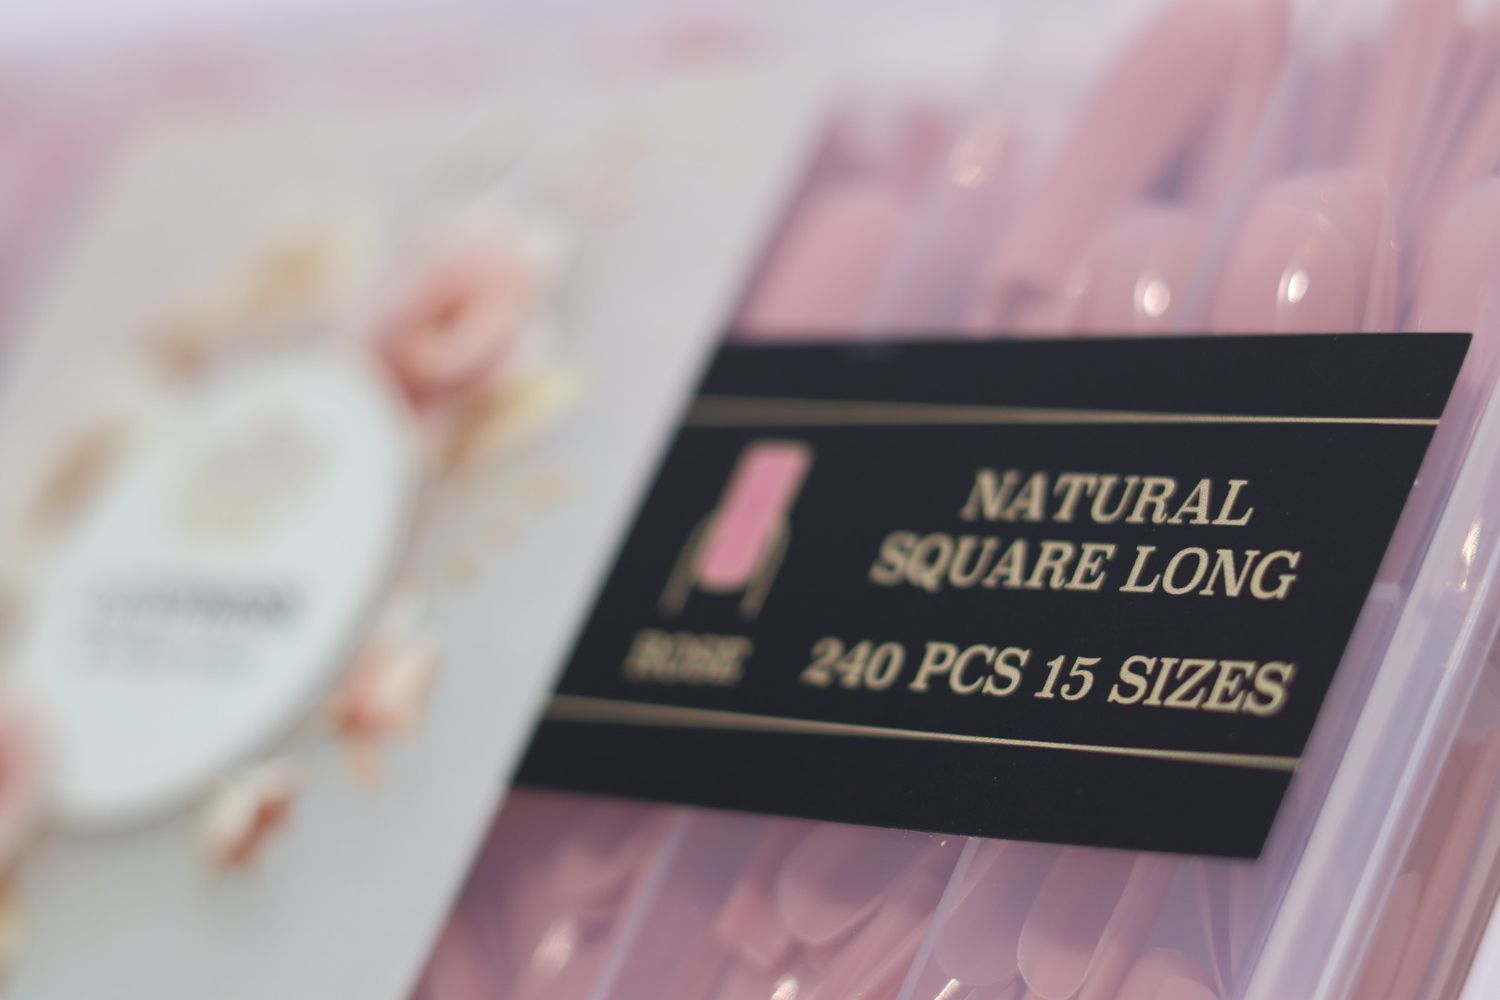 NATURAL
SQUARE LONG
ROSE
240 PCS 15 SIZES